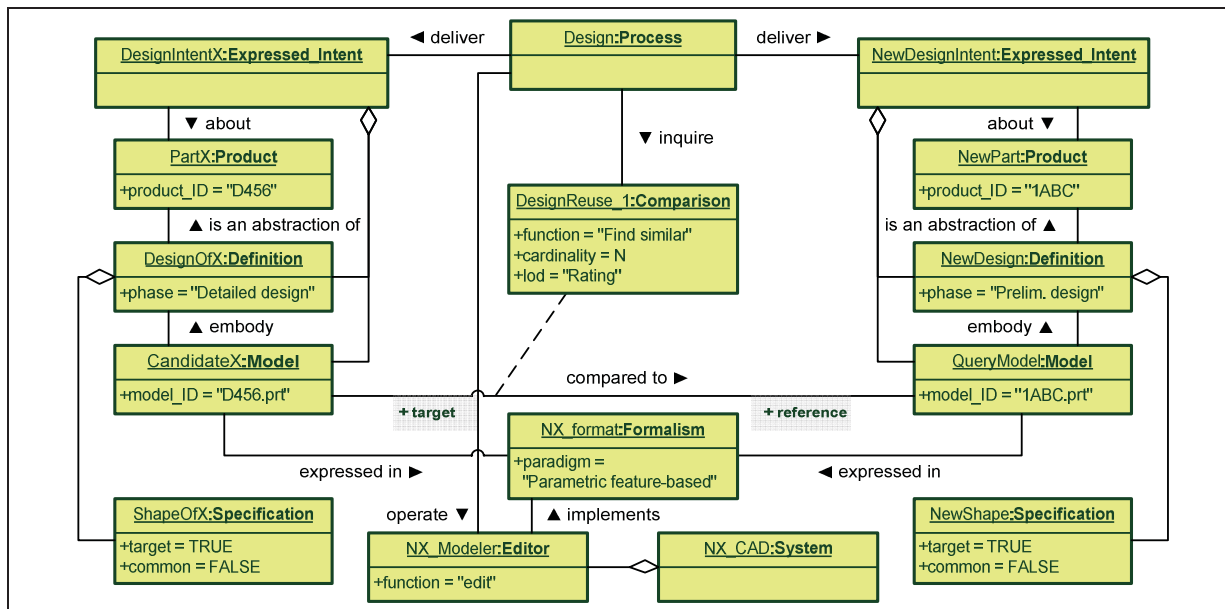 DesignIntentX:Expressed_Intent
◄ deliver
Design:Process
deliver ►
NewDesignIntent:Expressed_Intent
▼ about
▼ inquire
about ▼
PartX:Product
+product_ID = "D456"
NewPart:Product
+product_ID = "1ABC"
DesignReuse_1:Comparison
+function = "Find similar"
+cardinality = N
+lod = "Rating"
▲ is an abstraction of
is an abstraction of ▲
DesignOfX:Definition
+phase = "Detailed design"
NewDesign:Definition
+phase = "Prelim. design"
▲ embody
embody ▲
CandidateX:Model
+model_ID = "D456.prt"
compared to ►
QueryModel:Model
+model_ID = "1ABC.prt"
+ target
+ reference
NX_format:Formalism
+paradigm =
"Parametric feature-based"
expressed in ►
◄ expressed in
ShapeOfX:Specification
+target = TRUE
+common = FALSE
operate ▼
▲ implements
NewShape:Specification
+target = TRUE
+common = FALSE
NX_Modeler:Editor
+function = "edit"
NX_CAD:System